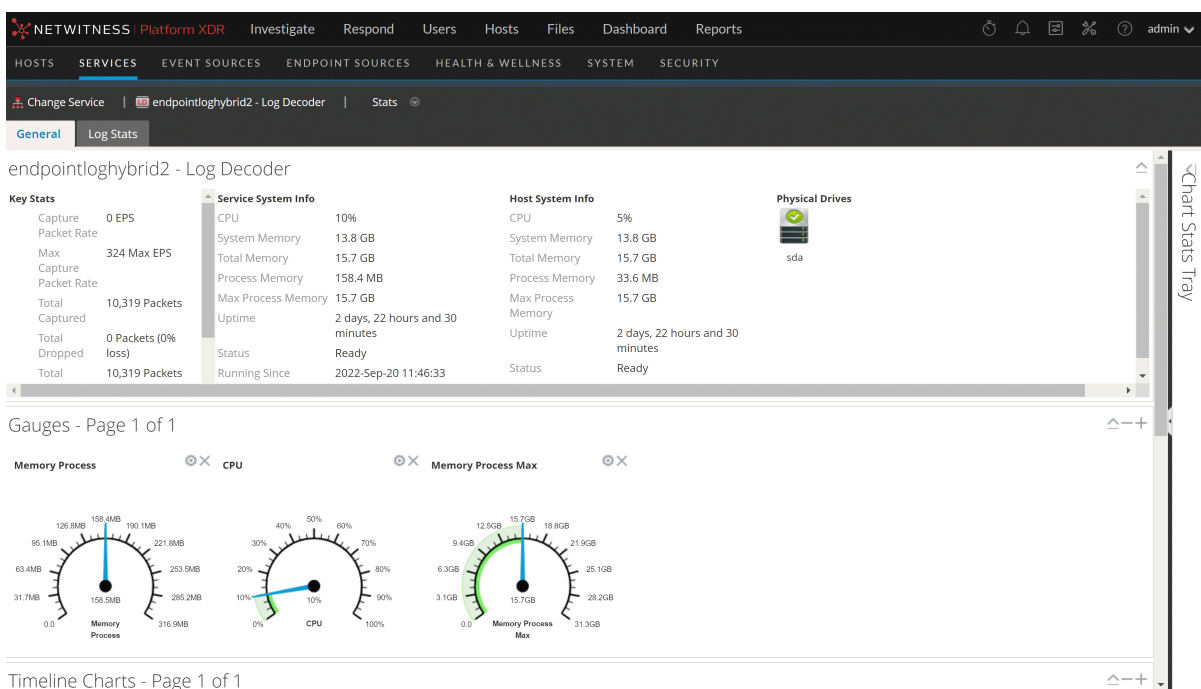 NETWITNESS | Platform XDR Investigate Respond Users Hosts Files Dashboard Reports admin
HOSTS SERVICES EVENT SOURCES ENDPOINT SOURCES HEALTH & WELLNESS SYSTEM SECURITY
Change Service | LD endpointloghybrid2 - Log Decoder | Stats
General Log Stats
endpointloghybrid2 - Log Decoder
Key Stats
Capture Packet Rate 0 EPS
Max Capture Packet Rate 324 Max EPS
Total Captured 10,319 Packets
Total Dropped 0 Packets (0% loss)
Total 10,319 Packets
Service System Info
CPU 10%
System Memory 13.8 GB
Total Memory 15.7 GB
Process Memory 158.4 MB
Max Process Memory 15.7 GB
Uptime 2 days, 22 hours and 30 minutes
Status Ready
Running Since 2022-Sep-20 11:46:33
Host System Info
CPU 5%
System Memory 13.8 GB
Total Memory 15.7 GB
Process Memory 33.6 MB
Max Process Memory 15.7 GB
Uptime 2 days, 22 hours and 30 minutes
Status Ready
Physical Drives
sda
Chart Stats Tray
Gauges - Page 1 of 1
Memory Process
0.0
31.7MB
63.4MB
95.1MB
126.8MB
158.4MB
190.1MB
221.8MB
253.5MB
285.2MB
316.9MB
158.5MB
Memory
Process
CPU
0%
10%
20%
30%
40%
50%
60%
70%
80%
90%
100%
10%
CPU
Memory Process Max
0.0
3.1GB
6.3GB
9.4GB
12.5GB
15.7GB
18.8GB
21.9GB
25.1GB
28.2GB
31.3GB
15.7GB
Memory Process
Max
Timeline Charts - Page 1 of 1